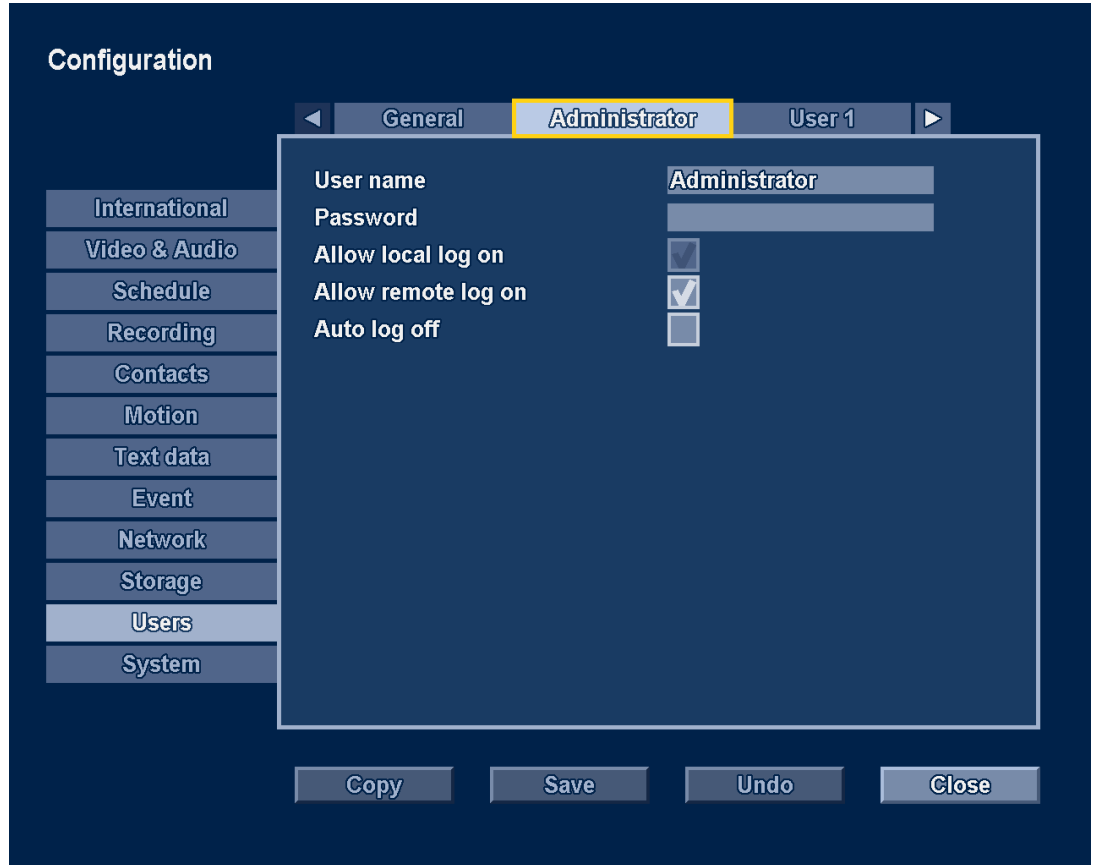 Configuration
General Administrator User 1
International
Video & Audio
Schedule
Recording
Contacts
Motion
Text data
Event
Network
Storage
Users
System
User name Administrator
Password
Allow local log on
Allow remote log on
Auto log off
Copy Save Undo Close